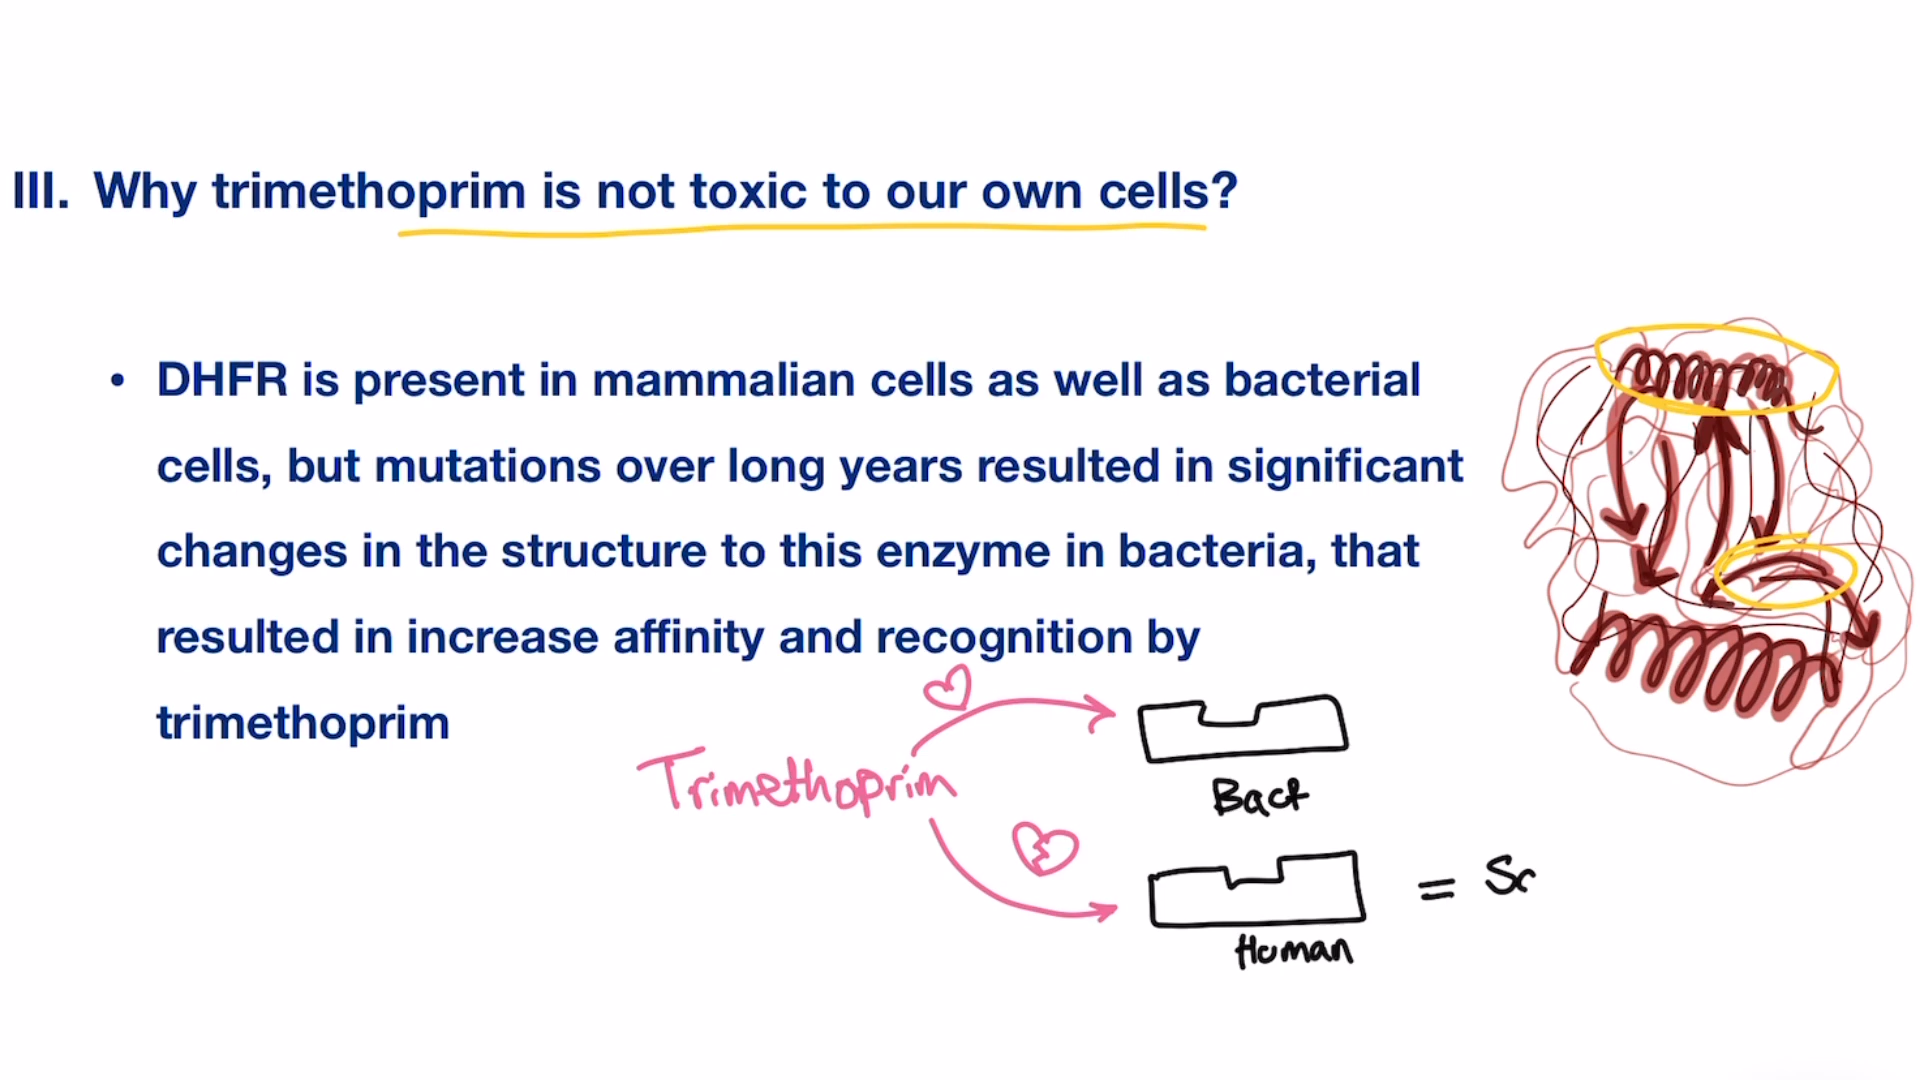 III. Why trimethoprim is not toxic to our own cells?
• DHFR is present in mammalian cells as well as bacterial
cells, but mutations over long years resulted in significant
changes in the structure to this enzyme in bacteria, that
resulted in increase affinity and recognition by
trimethoprim
Trimethoprim
Bact
Human
=